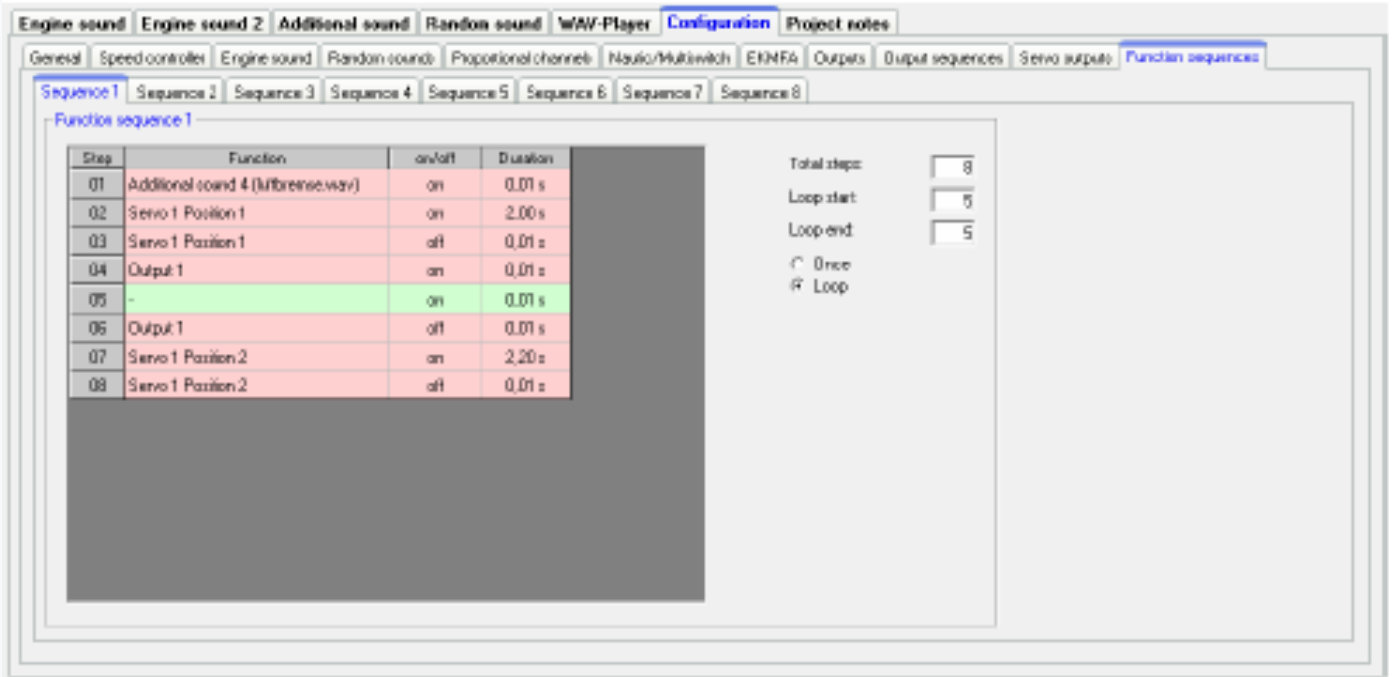 Engine sound Engine sound 2 Additional sound Random sound WAV-Player Configuration Project notes
General Speed controller Engine sound Random sounds Proportional channels Nautic/Multiswitch EKMFA Outputs Output sequences Servo outputs Function sequences
Sequence 1 Sequence 2 Sequence 3 Sequence 4 Sequence 5 Sequence 6 Sequence 7 Sequence 8
Function sequence 1
Step Function on/off Duration
01 Additional sound 4 (luftbremse.wav) on 0.01 s
02 Servo 1 Position 1 on 2.00 s
03 Servo 1 Position 1 off 0,01 s
04 Output 1 on 0,01 s
05 - on 0.01 s
06 Output 1 off 0.01 s
07 Servo 1 Position 2 on 2,20 s
08 Servo 1 Position 2 off 0,01 s
Total steps: 8
Loop start: 5
Loop end: 5
Once
Loop